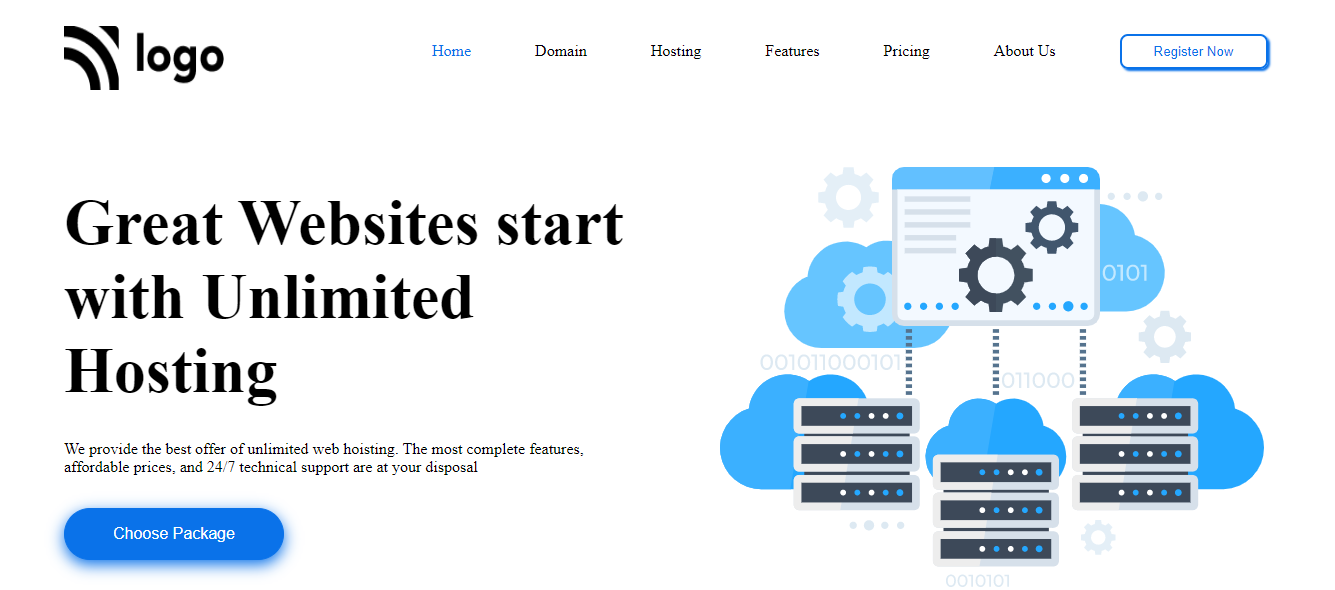 logo
Home
Domain
Hosting
Features
Pricing
About Us
Register Now
Great Websites start
with Unlimited
Hosting
We provide the best offer of unlimited web hoisting. The most complete features,
affordable prices, and 24/7 technical support are at your disposal
Choose Package
0101
001011000101
011000
0010101